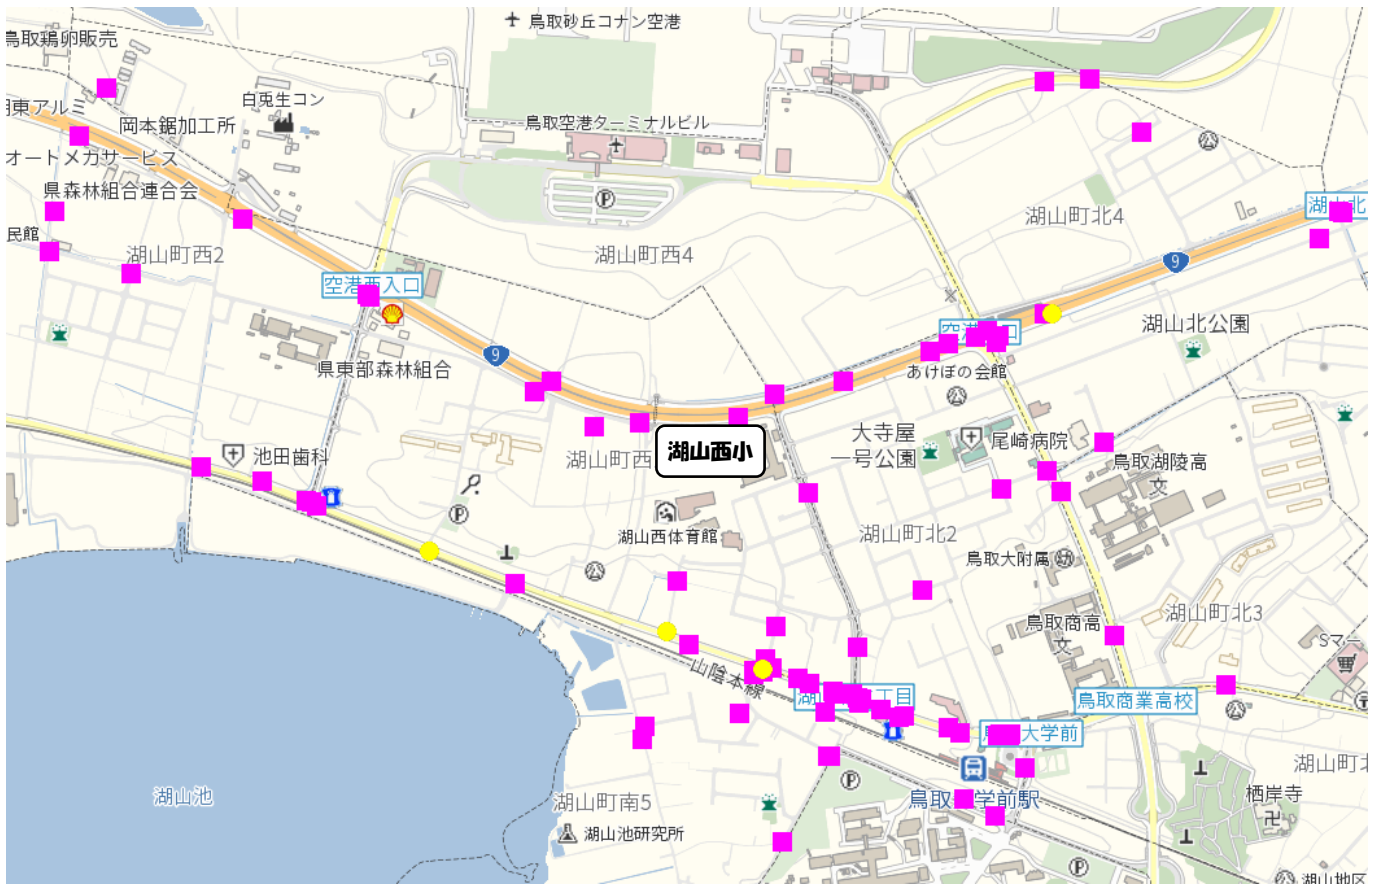 鳥取砂丘コナン空港
鳥取鶏卵販売
白兎生コン
東アルミ
岡本鋸加工所
鳥取空港ターミナルビル
オートメガサービス
県森林組合連合会
P
湖山町北4
民館
湖山町西2
湖山町西4
9
空港西入口
湖山北公園
9
県東部森林組合
あけぼの会館
大寺屋
一号公園
尾崎病院
湖山西小
池田歯科
湖山町西
鳥取湖陵高
文
P
湖山西体育館
湖山町北2
鳥取大附属
幼
湖山町北3
鳥取商高
文
Sマー
山陰本線
丁目
鳥取商業高校
大学前
湖山池
湖山町南5
P
鳥取
学前駅
栖岸寺
湖山池研究所
P
湖山地区